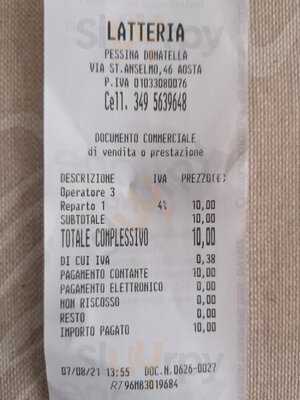 LATTERIA
PESSINA DONATELLA
VIA ST.ANSELMO,46 AOSTA
P.IVA 01033080076
Cell. 349 5639648
DOCUMENTO COMMERCIALE
di vendita o prestazione
DESCRIZIONE IVA PREZZO(€)
Operatore 3
Reparto 1 4% 10,00
SUBTOTALE 10,00
TOTALE COMPLESSIVO 10,00
DI CUI IVA 0,38
PAGAMENTO CONTANTE 10,00
PAGAMENTO ELETTRONICO 0,00
NON RISCOSSO 0,00
RESTO 0,00
IMPORTO PAGATO 10,00
07/08/21 13:55 DOC.N.0626-0027
RT 96MB3019684